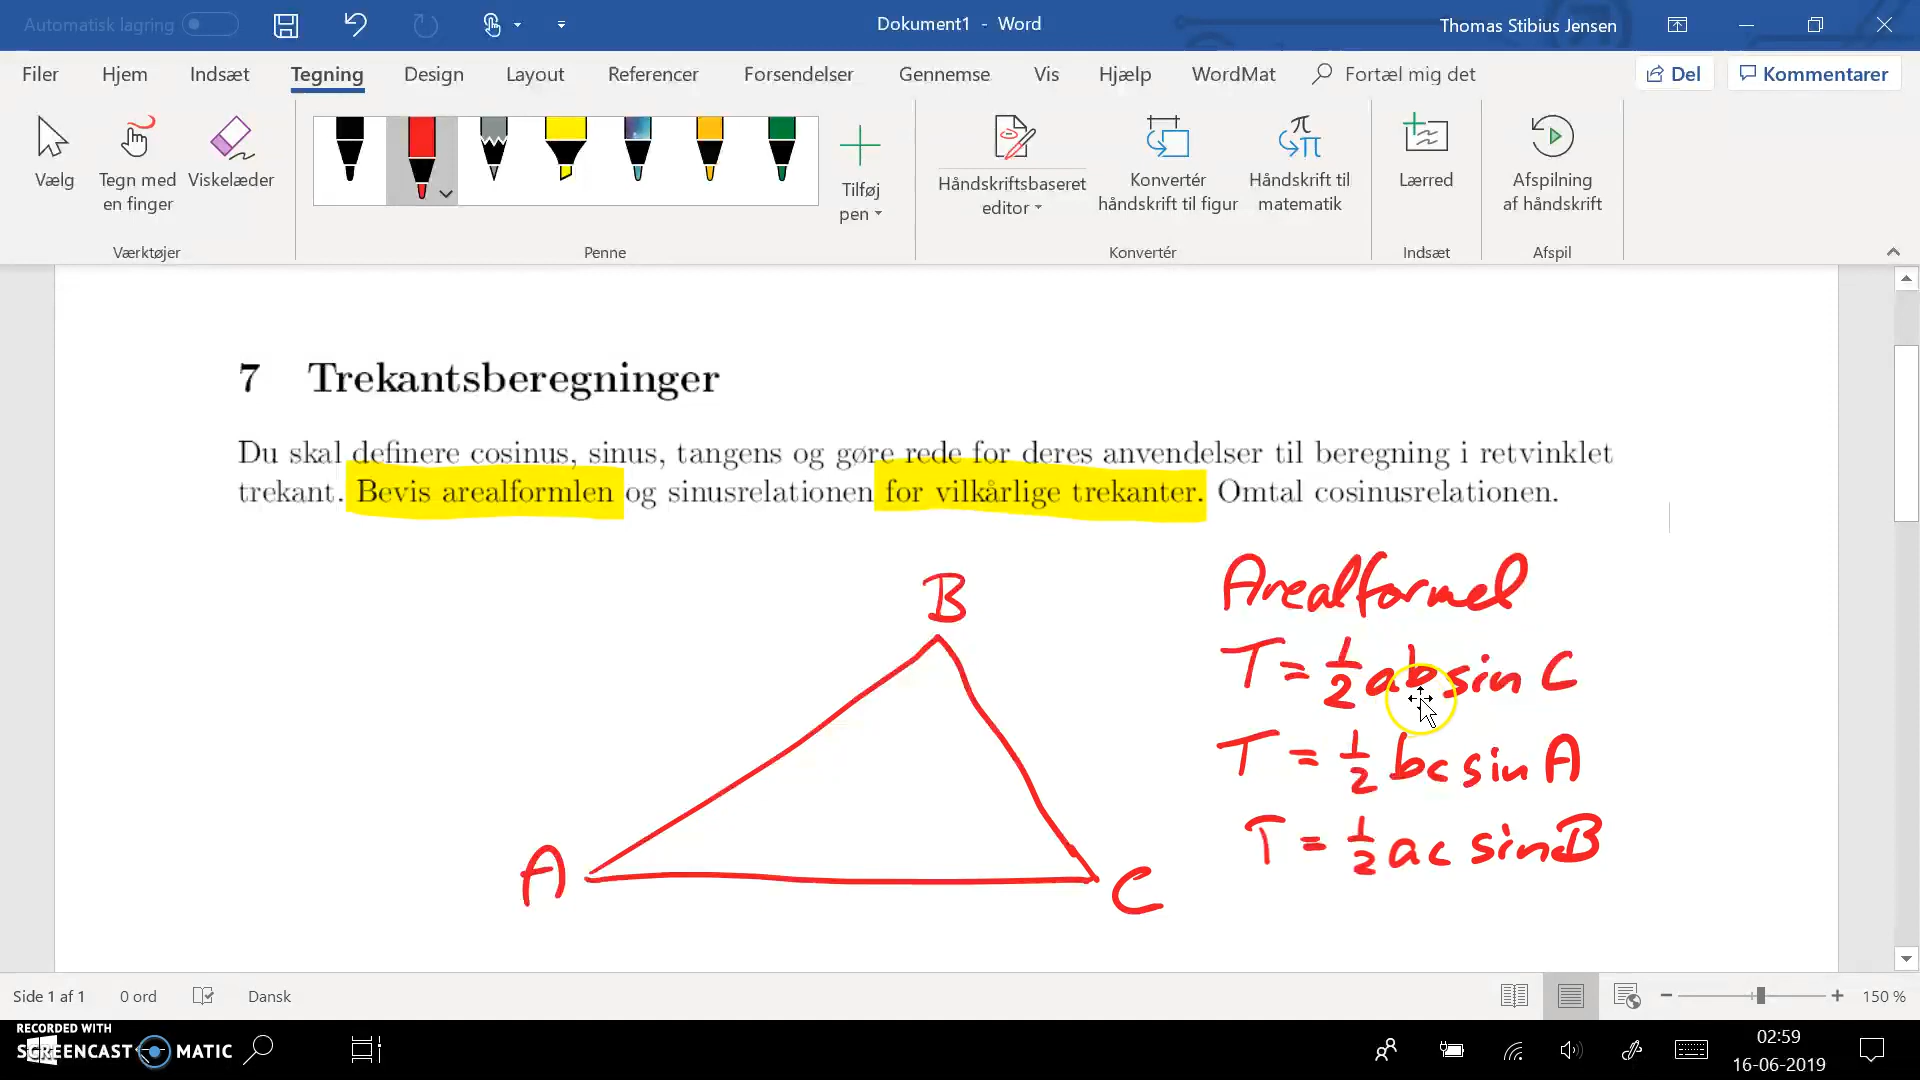 Automatisk lagring
Dokument1 - Word
Thomas Stibius Jensen
Filer Hjem Indsæt Tegning Design Layout Referencer Forsendelser Gennemse Vis Hjælp WordMat Fortæl mig det Del Kommentarer
Vælg
Tegn med en finger
Viskelæder
Værktøjer
Tilføj pen
Penne
Håndskriftsbaseret editor
Konvertér håndskrift til figur
Håndskrift til matematik
Konvertér
Lærred
Indsæt
Afspilning af håndskrift
Afspil
7 Trekantsberegninger
Du skal definere cosinus, sinus, tangens og gøre rede for deres anvendelser til beregning i retvinklet
trekant. Bevis arealformlen og sinusrelationen for vilkårlige trekanter. Omtal cosinusrelationen.
B
A
C
Arealformel
T = 1/2 ab sin C
T = 1/2 bc sin A
T = 1/2 ac sin B
Side 1 af 1 0 ord Dansk
150 %
RECORDED WITH
SCREENCAST MATIC
02:59
16-06-2019